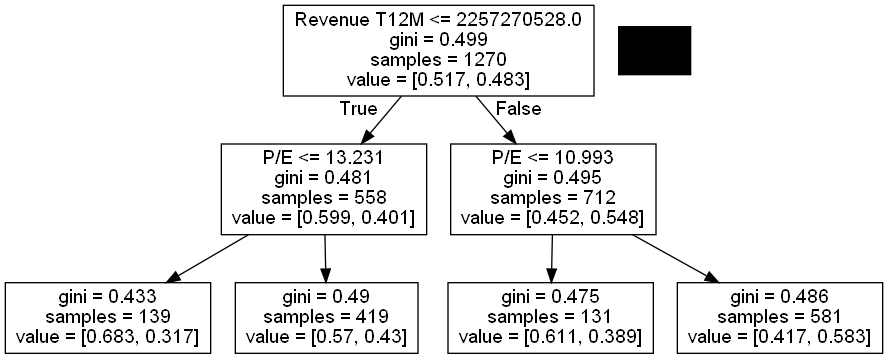 Revenue T12M <= 2257270528.0
gini = 0.499
samples = 1270
value = [0.517, 0.483]
True
False
P/E <= 13.231
gini = 0.481
samples = 558
value = [0.599, 0.401]
P/E <= 10.993
gini = 0.495
samples = 712
value = [0.452, 0.548]
gini = 0.433
samples = 139
value = [0.683, 0.317]
gini = 0.49
samples = 419
value = [0.57, 0.43]
gini = 0.475
samples = 131
value = [0.611, 0.389]
gini = 0.486
samples = 581
value = [0.417, 0.583]